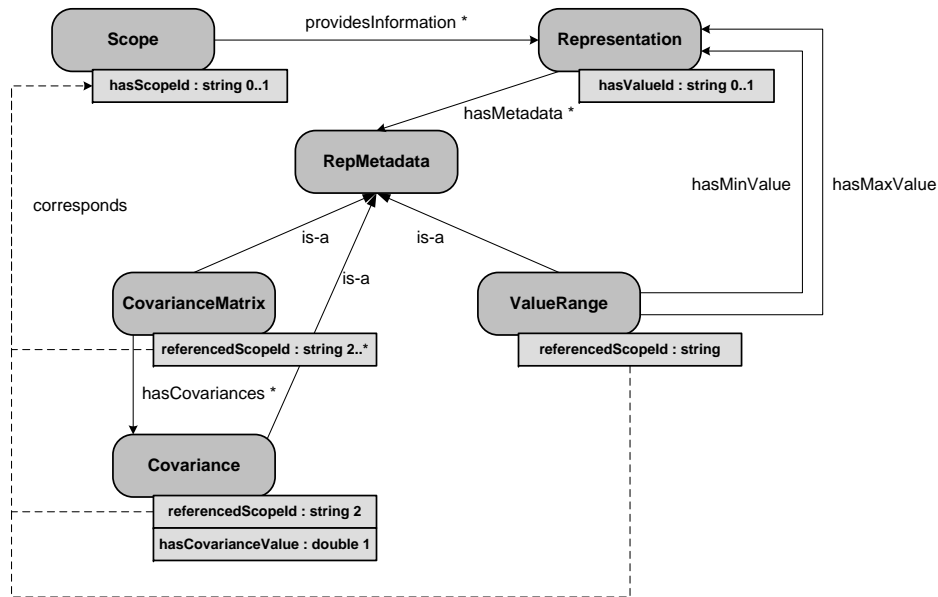 providesInformation *
Scope
Representation
hasScopeId : string 0..1
hasValueId : string 0..1
hasMetadata *
RepMetadata
hasMinValue
hasMaxValue
corresponds
is-a
is-a
is-a
CovarianceMatrix
ValueRange
referencedScopeId : string 2..*
referencedScopeId : string
hasCovariances *
Covariance
referencedScopeId : string 2
hasCovarianceValue : double 1